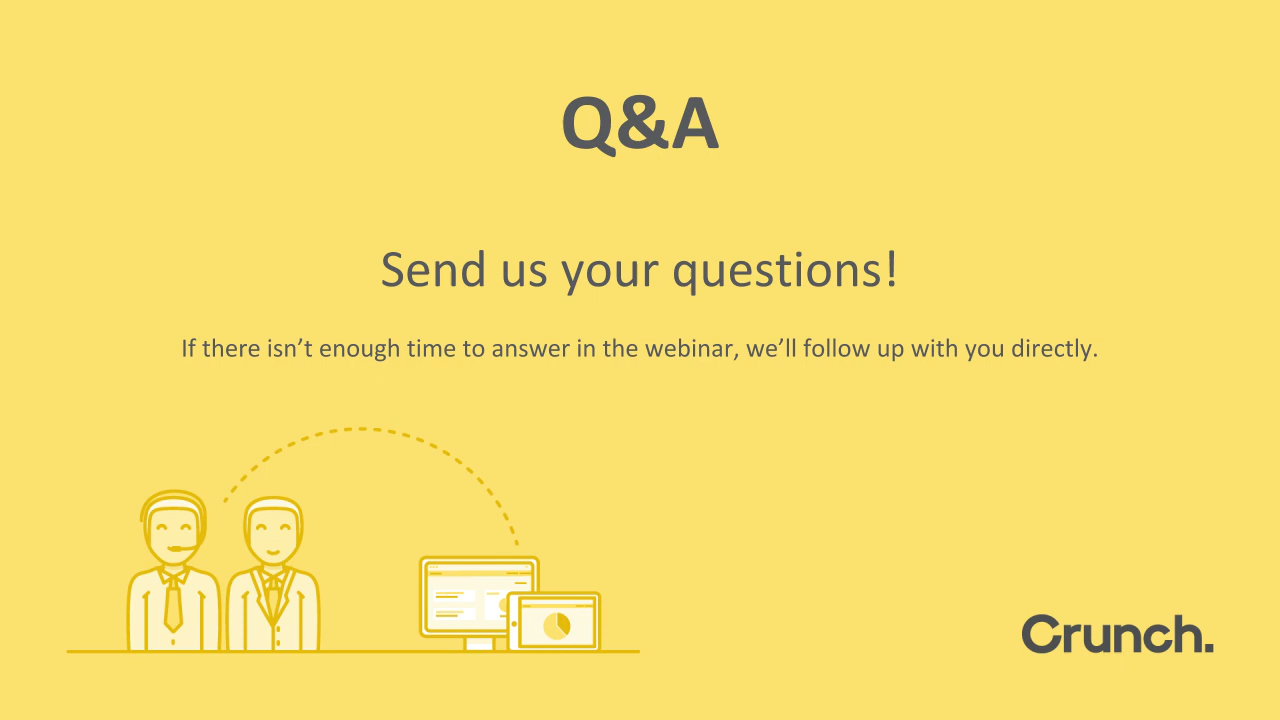 Q&A
Send us your questions!
If there isn’t enough time to answer in the webinar, we’ll follow up with you directly.
Crunch.